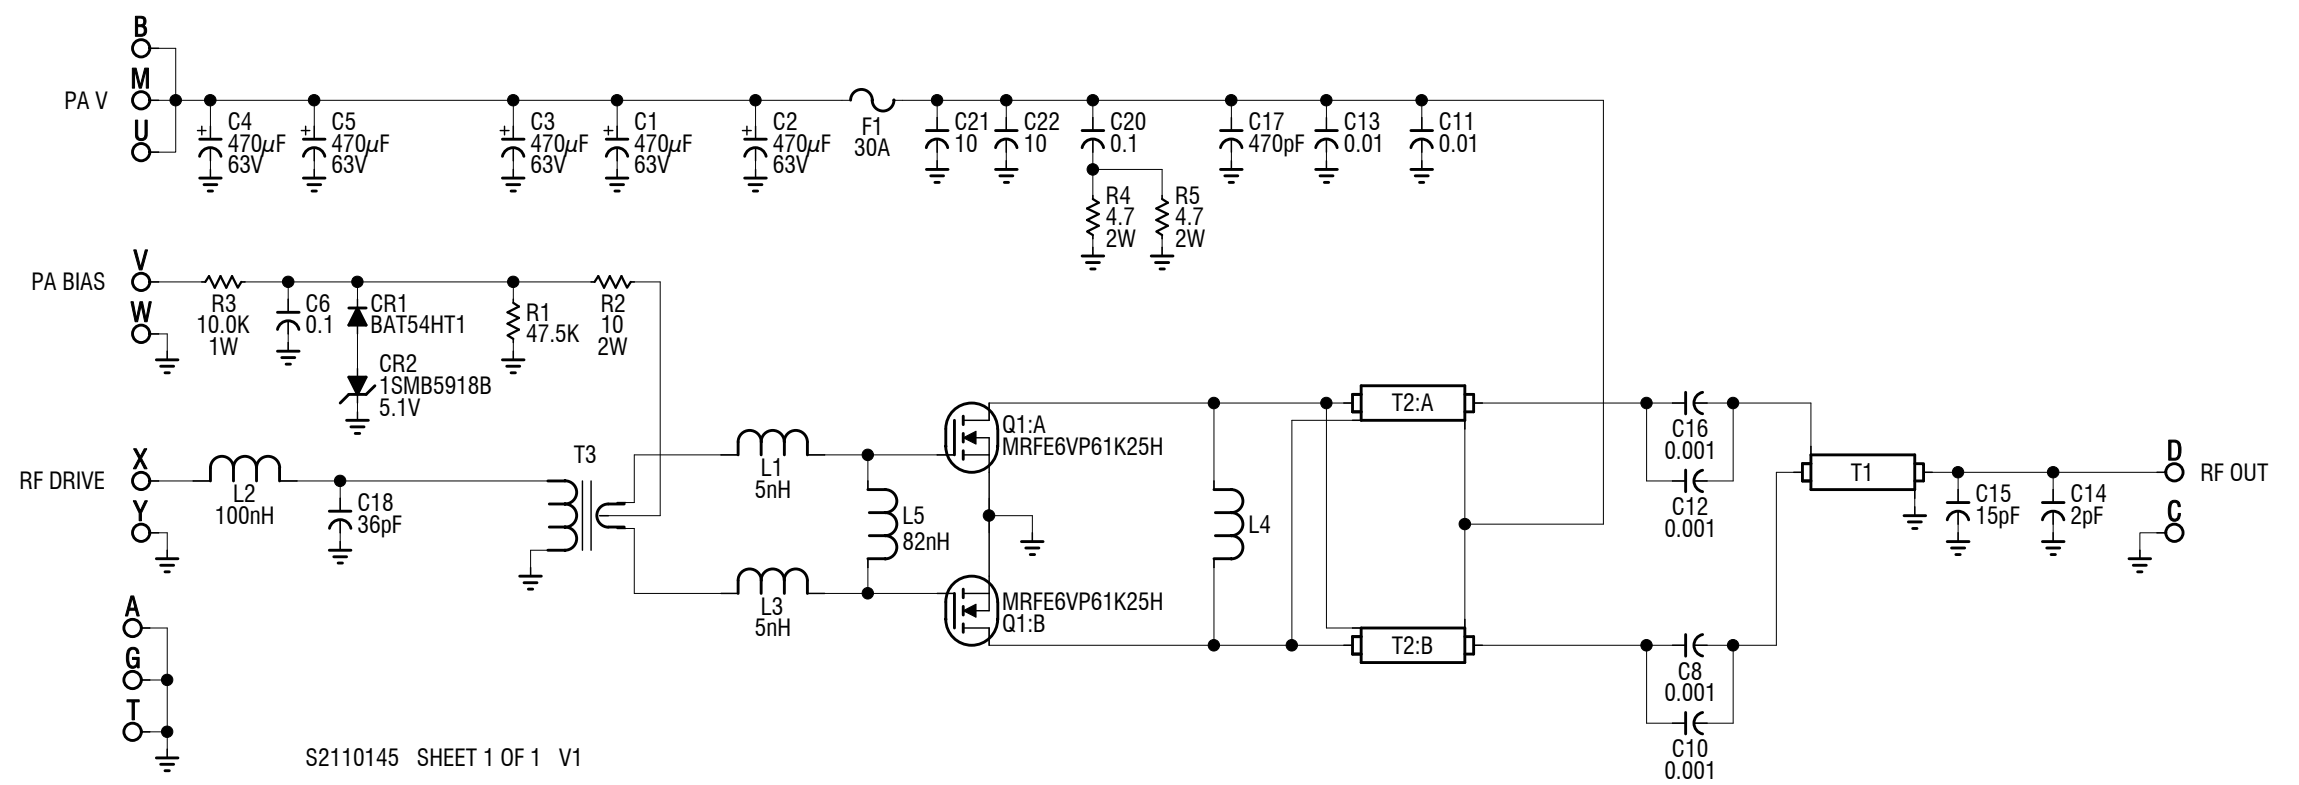 B
M
PA V
U
C4
470µF
63V
+
C5
470µF
63V
+
C3
470µF
63V
+
C1
470µF
63V
+
C2
470µF
63V
+
F1
30A
C21
10
C22
10
C20
0.1
R4
4.7
2W
R5
4.7
2W
C17
470pF
C13
0.01
C11
0.01
V
PA BIAS
W
R3
10.0K
1W
C6
0.1
CR1
BAT54HT1
CR2
1SMB5918B
5.1V
R1
47.5K
R2
10
2W
X
RF DRIVE
Y
L2
100nH
C18
36pF
T3
L1
5nH
L3
5nH
L5
82nH
Q1:A
MRFE6VP61K25H
MRFE6VP61K25H
Q1:B
L4
T2:A
T2:B
C16
0.001
C12
0.001
C8
0.001
C10
0.001
T1
C15
15pF
C14
2pF
D
RF OUT
C
A
G
T
S2110145 SHEET 1 OF 1 V1